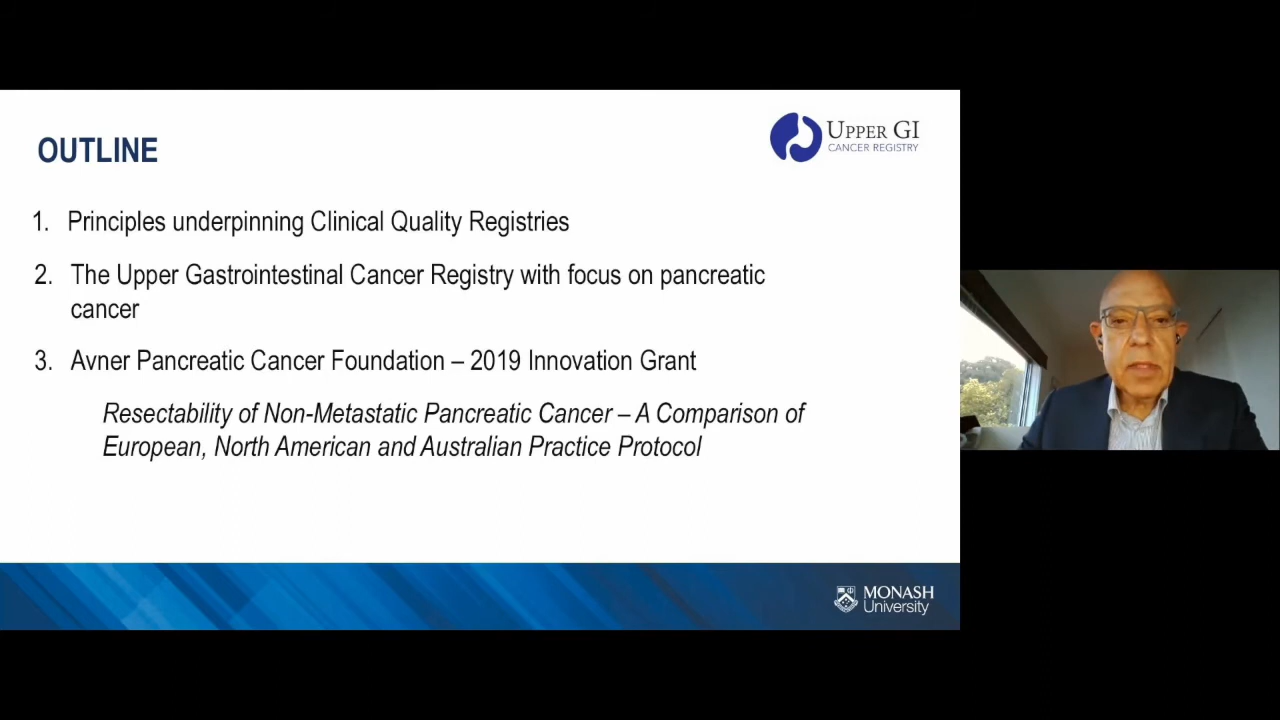 OUTLINE
UPPER GI
CANCER REGISTRY
1. Principles underpinning Clinical Quality Registries
2. The Upper Gastrointestinal Cancer Registry with focus on pancreatic
cancer
3. Avner Pancreatic Cancer Foundation – 2019 Innovation Grant
Resectability of Non-Metastatic Pancreatic Cancer – A Comparison of
European, North American and Australian Practice Protocol
MONASH
University